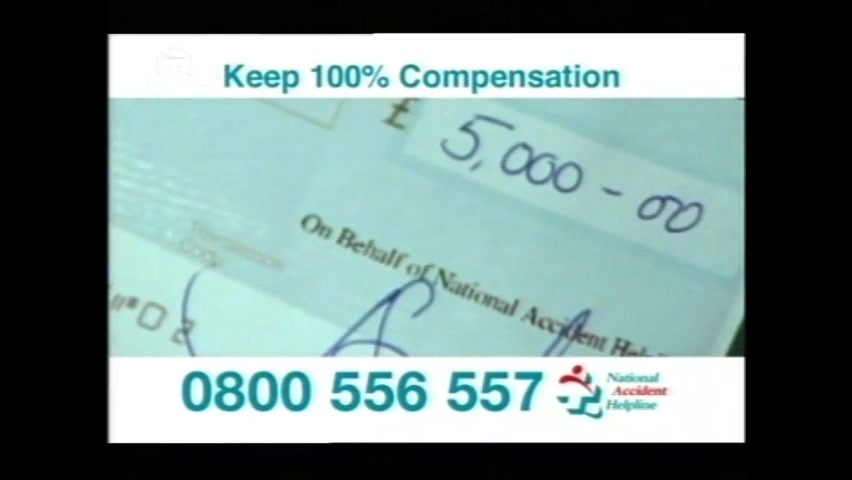 Keep 100% Compensation
£ 5,000-00
On Behalf of National Accident
0800 556 557
National
Accident
Helpline